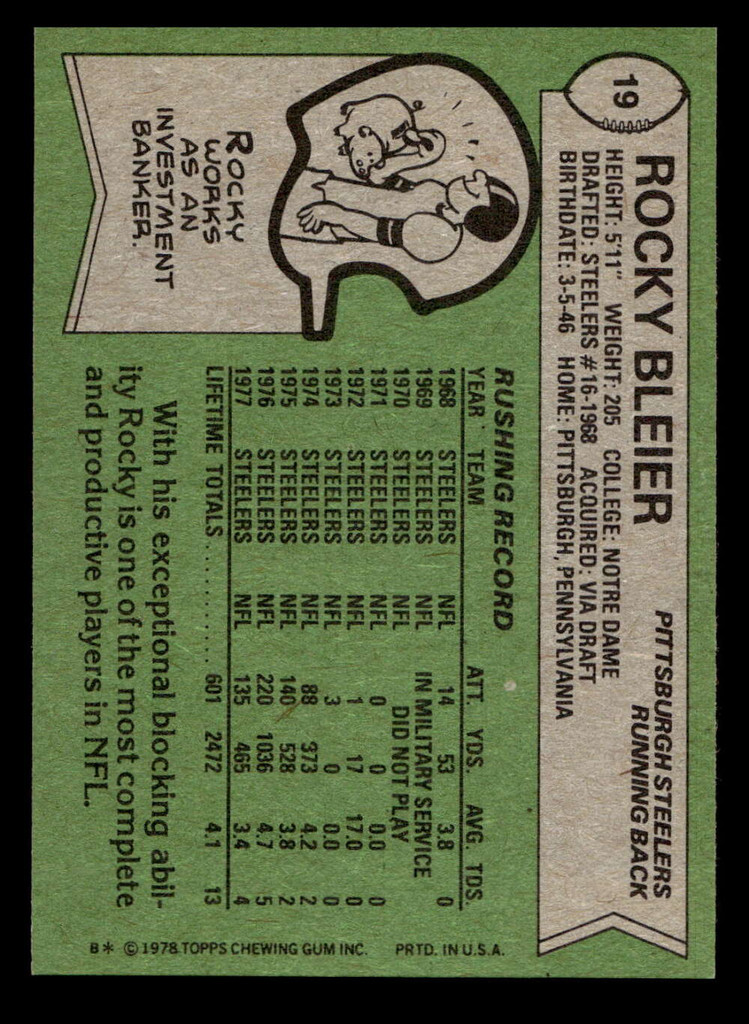 19
ROCKY BLEIER
PITTSBURGH STEELERS
RUNNING BACK
HEIGHT: 5'11" WEIGHT: 205 COLLEGE: NOTRE DAME
DRAFTED: STEELERS #16-1968 ACQUIRED: VIA DRAFT
BIRTHDATE: 3-5-46 HOME: PITTSBURGH, PENNSYLVANIA
ROCKY
WORKS
AS AN
INVESTMENT
BANKER.
RUSHING RECORD
YEAR TEAM ATT. YDS. AVG. TDS.
1968 STEELERS NFL 14 53 3.8 0
1969 STEELERS NFL IN MILITARY SERVICE
1970 STEELERS NFL DID NOT PLAY
1971 STEELERS NFL 0 0 0.0 0
1972 STEELERS NFL 1 17 17.0 0
1973 STEELERS NFL 3 0 0.0 0
1974 STEELERS NFL 88 373 4.2 2
1975 STEELERS NFL 140 528 3.8 2
1976 STEELERS NFL 220 1036 4.7 5
1977 STEELERS NFL 135 465 3.4 4
LIFETIME TOTALS.......... 601 2472 4.1 13
With his exceptional blocking abil-
ity Rocky is one of the most complete
and productive players in NFL.
B* © 1978 TOPPS CHEWING GUM INC. PRTD. IN U.S.A.